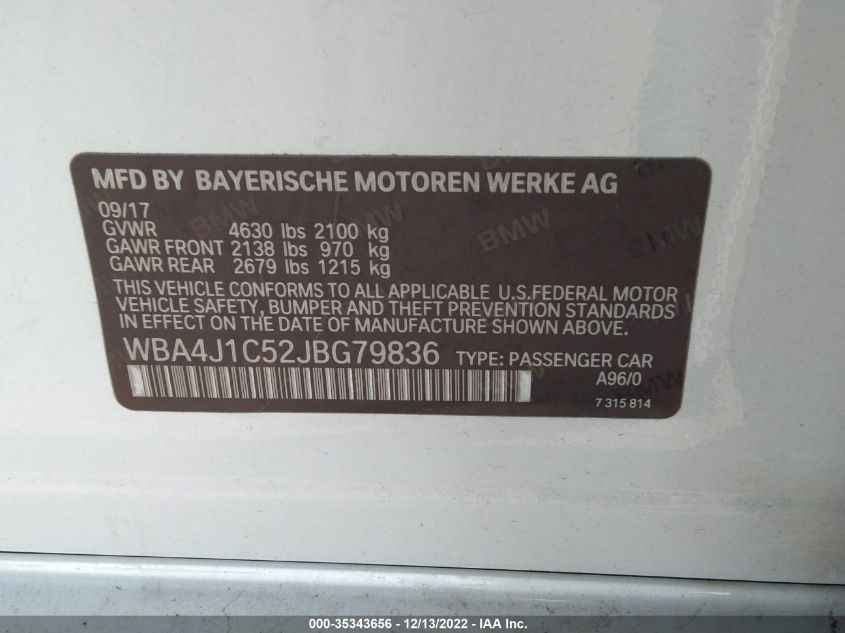 MFD BY BAYERISCHE MOTOREN WERKE AG
09/17
GVWR 4630 lbs 2100 kg
GAWR FRONT 2138 lbs 970 kg
GAWR REAR 2679 lbs 1215 kg
THIS VEHICLE CONFORMS TO ALL APPLICABLE U.S.FEDERAL MOTOR
VEHICLE SAFETY, BUMPER AND THEFT PREVENTION STANDARDS
IN EFFECT ON THE DATE OF MANUFACTURE SHOWN ABOVE.
WBA4J1C52JBG79836 TYPE: PASSENGER CAR
A96/0
7 315 814
000-35343656 - 12/13/2022 - IAA Inc.